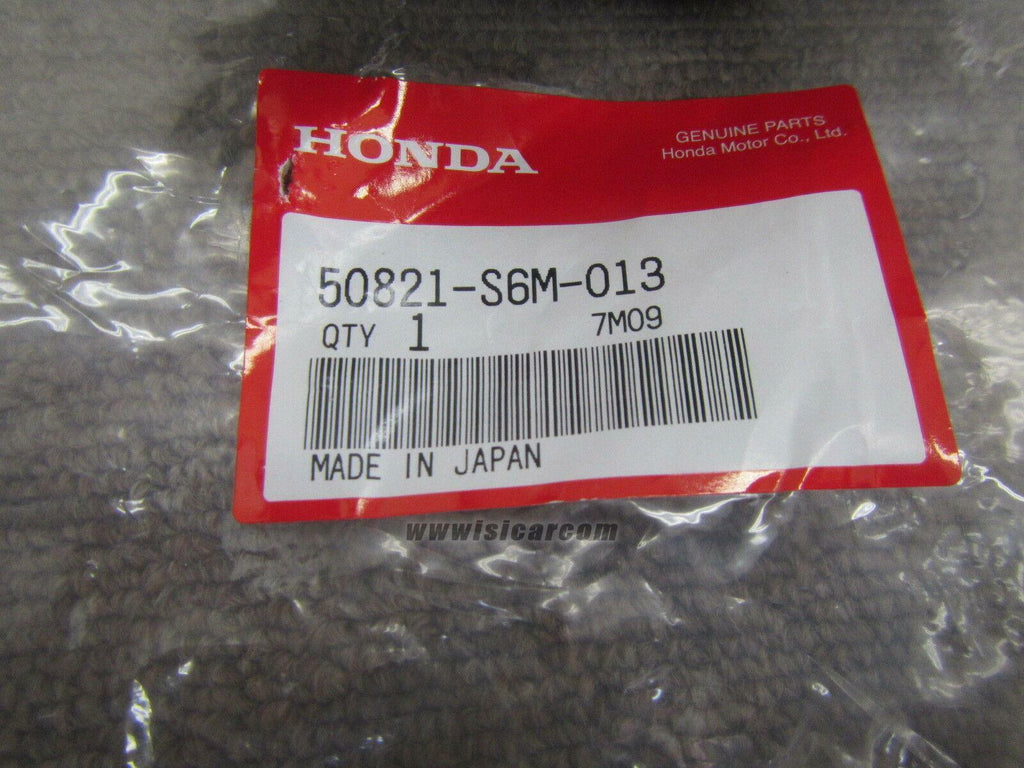 HONDA
GENUINE PARTS
Honda Motor Co., Ltd.
50821-S6M-013
QTY 1 7M09
MADE IN JAPAN
wwwisicarcom